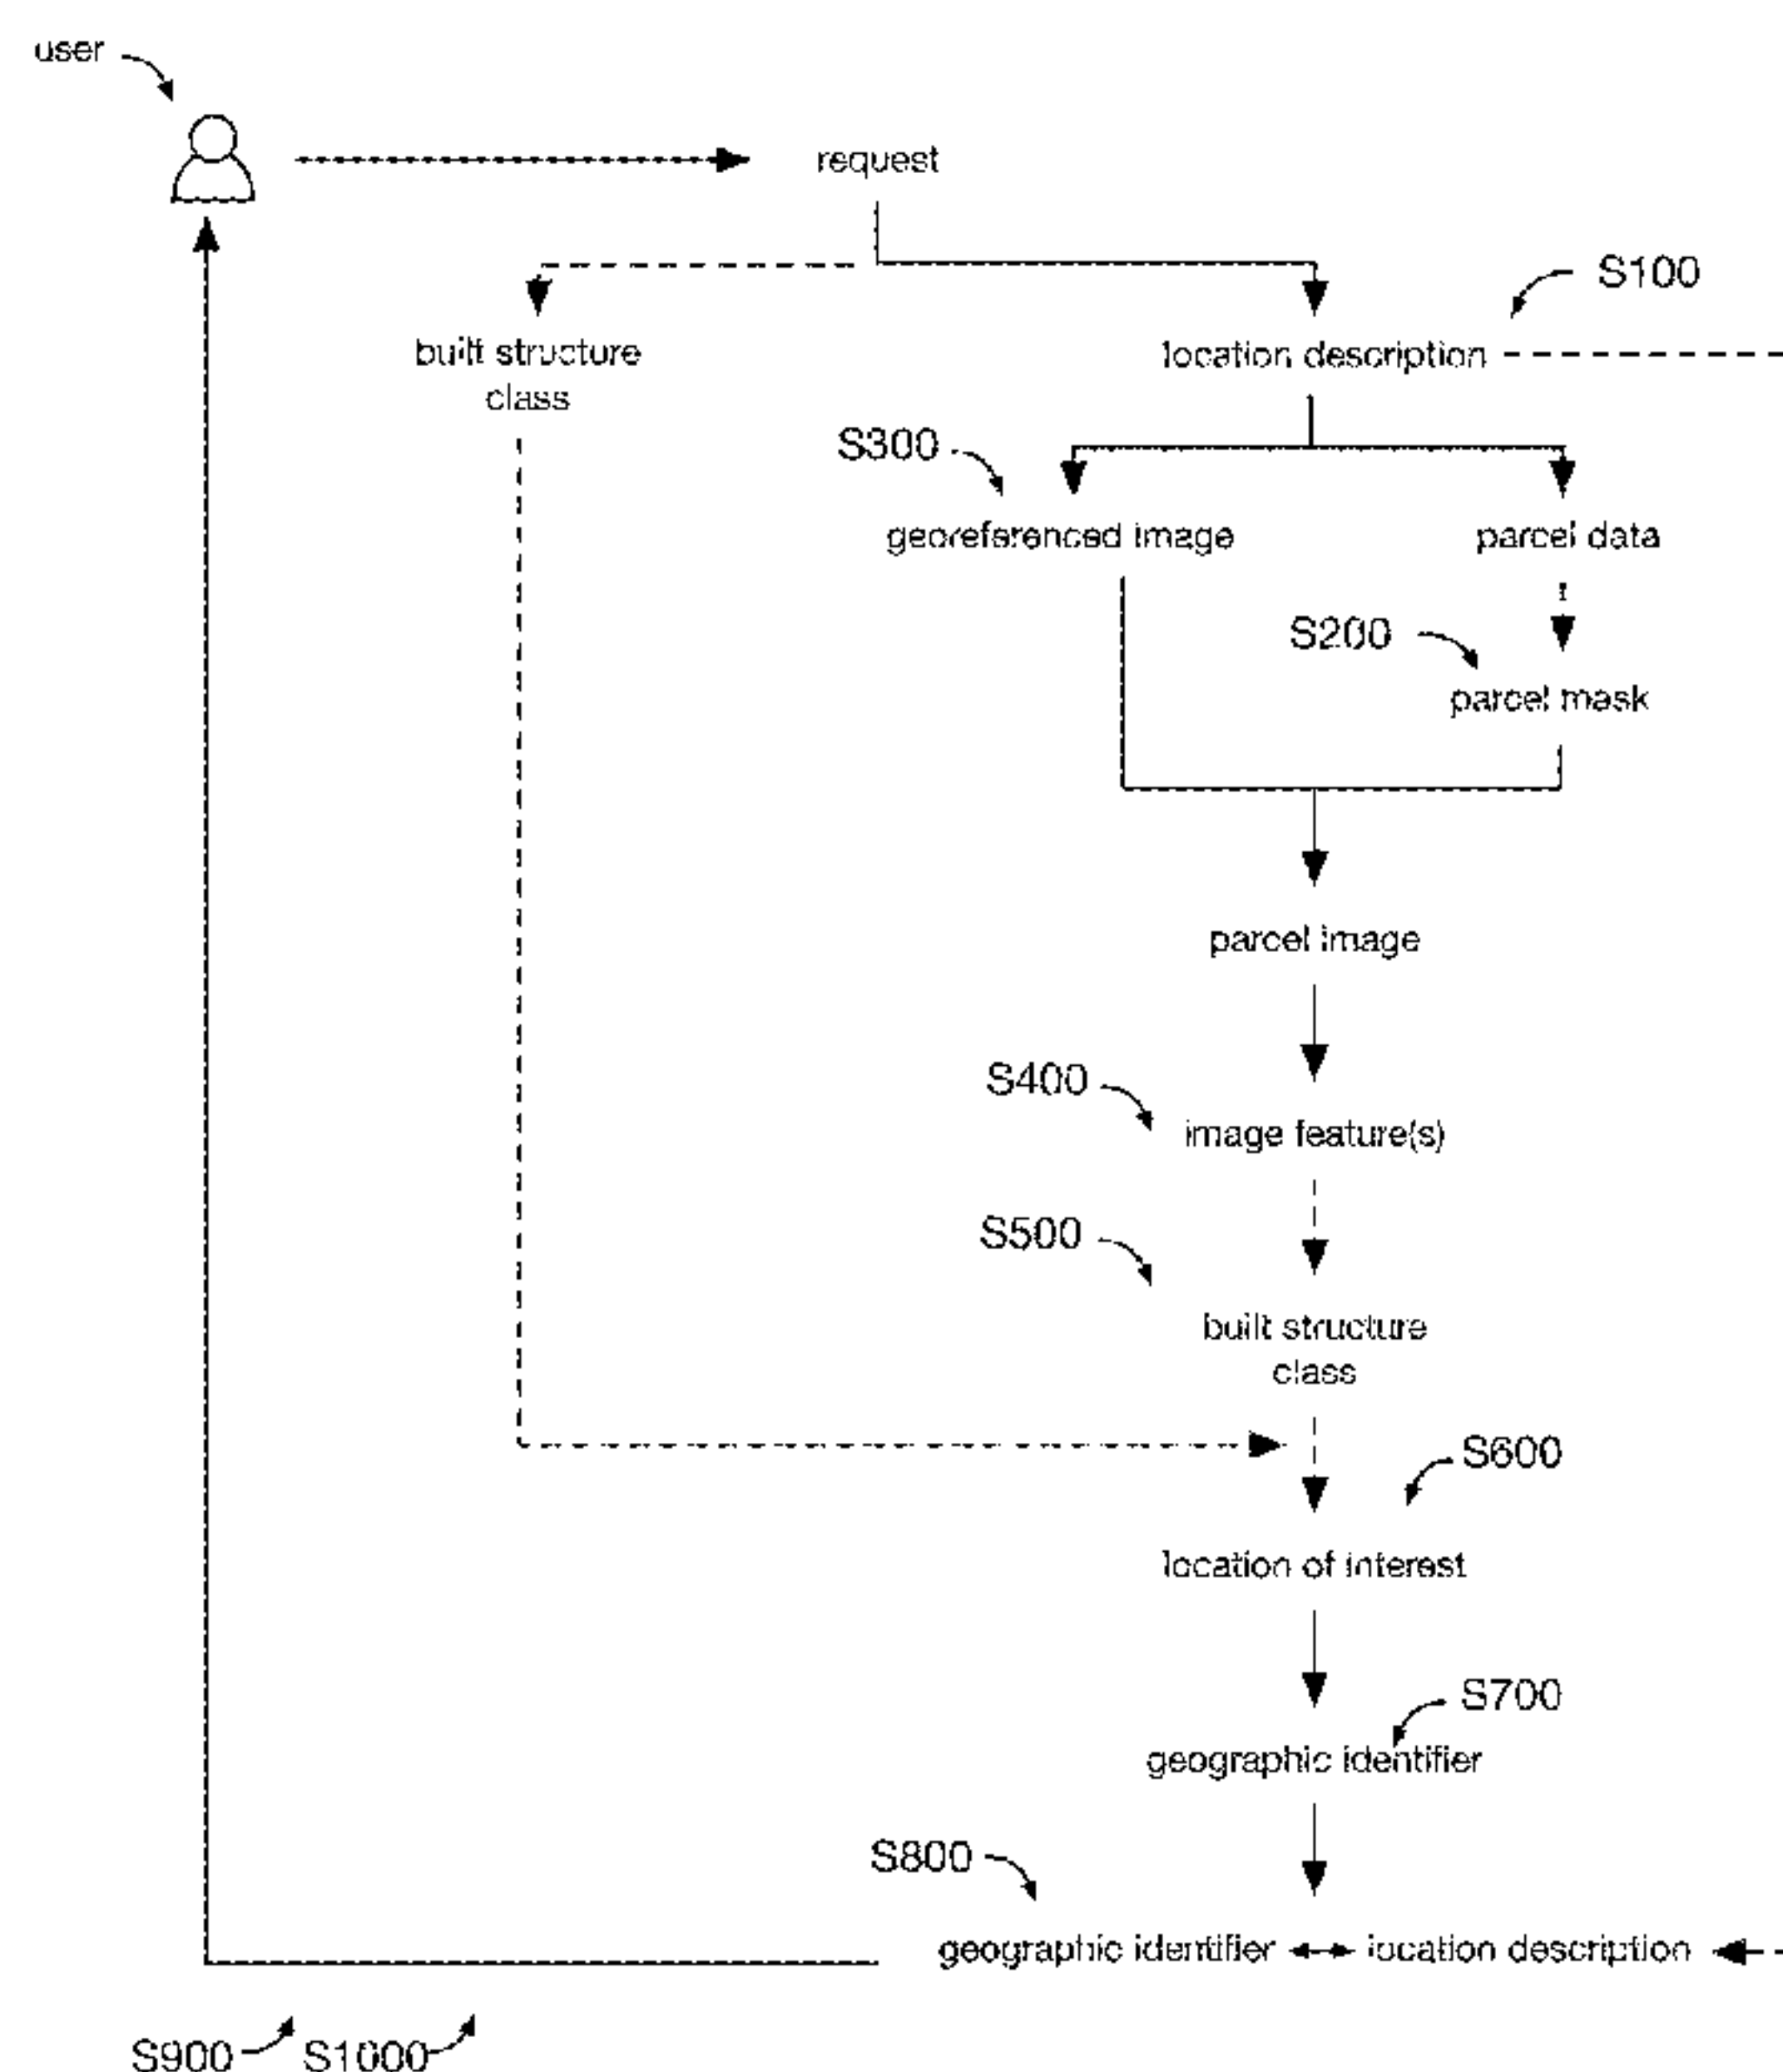 user
request
S100
built structure
class
location description
S300
georeferenced image
parcel data
S200
parcel mask
parcel image
S400
image feature(s)
S500
built structure
class
S600
location of interest
S700
geographic identifier
S800
geographic identifier
location description
S900
S1000